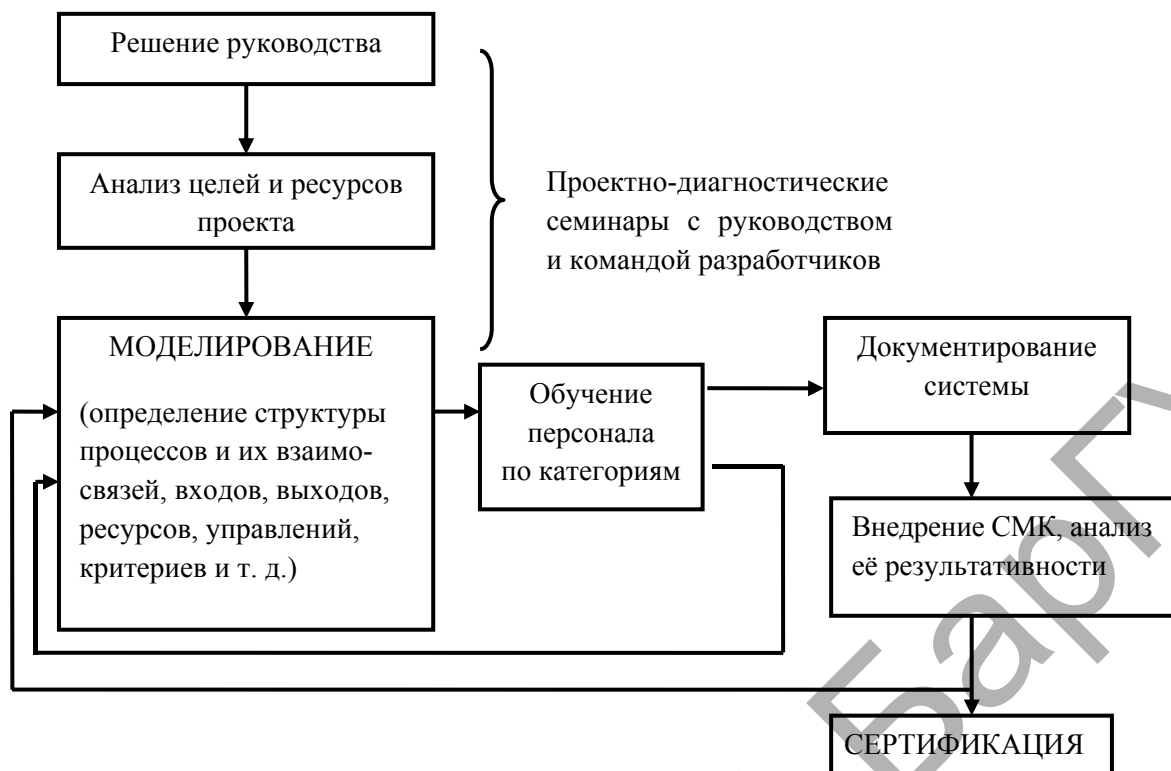 Решение руководства
Анализ целей и ресурсов
проекта
Проектно-диагностические
семинары с руководством
и командой разработчиков
МОДЕЛИРОВАНИЕ
(определение структуры
процессов и их взаимо-
связей, входов, выходов,
ресурсов, управлений,
критериев и т. д.)
Обучение
персонала
по категориям
Документирование
системы
Внедрение СМК, анализ
её результативности
СЕРТИФИКАЦИЯ
БарГУ